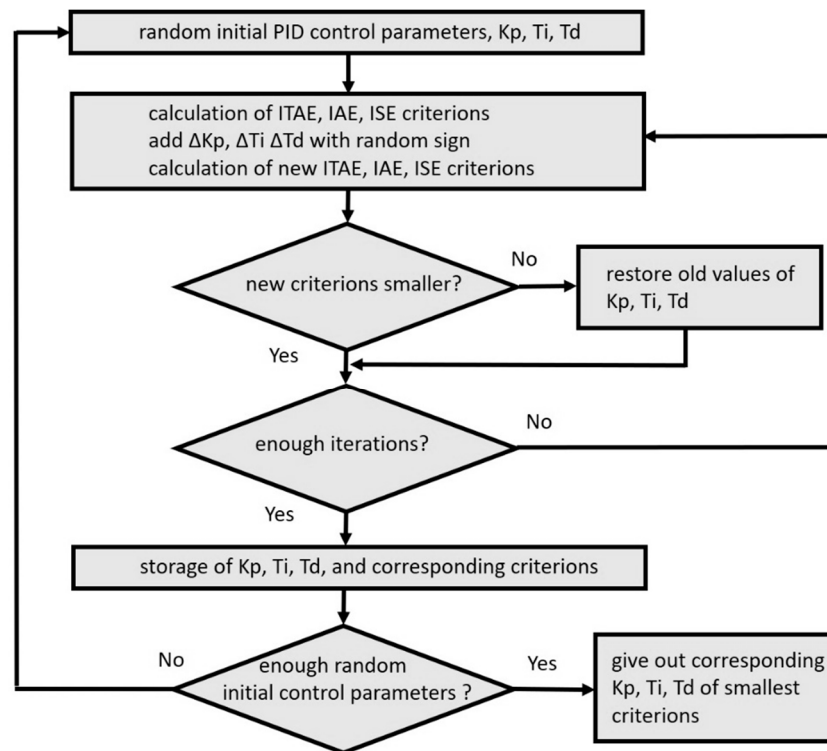 random initial PID control parameters, Kp, Ti, Td
calculation of ITAE, IAE, ISE criterions
add ΔKp, ΔTi ΔTd with random sign
calculation of new ITAE, IAE, ISE criterions
new criterions smaller?
No
restore old values of
Kp, Ti, Td
Yes
enough iterations?
No
Yes
storage of Kp, Ti, Td, and corresponding criterions
enough random
initial control parameters ?
No
Yes
give out corresponding
Kp, Ti, Td of smallest
criterions